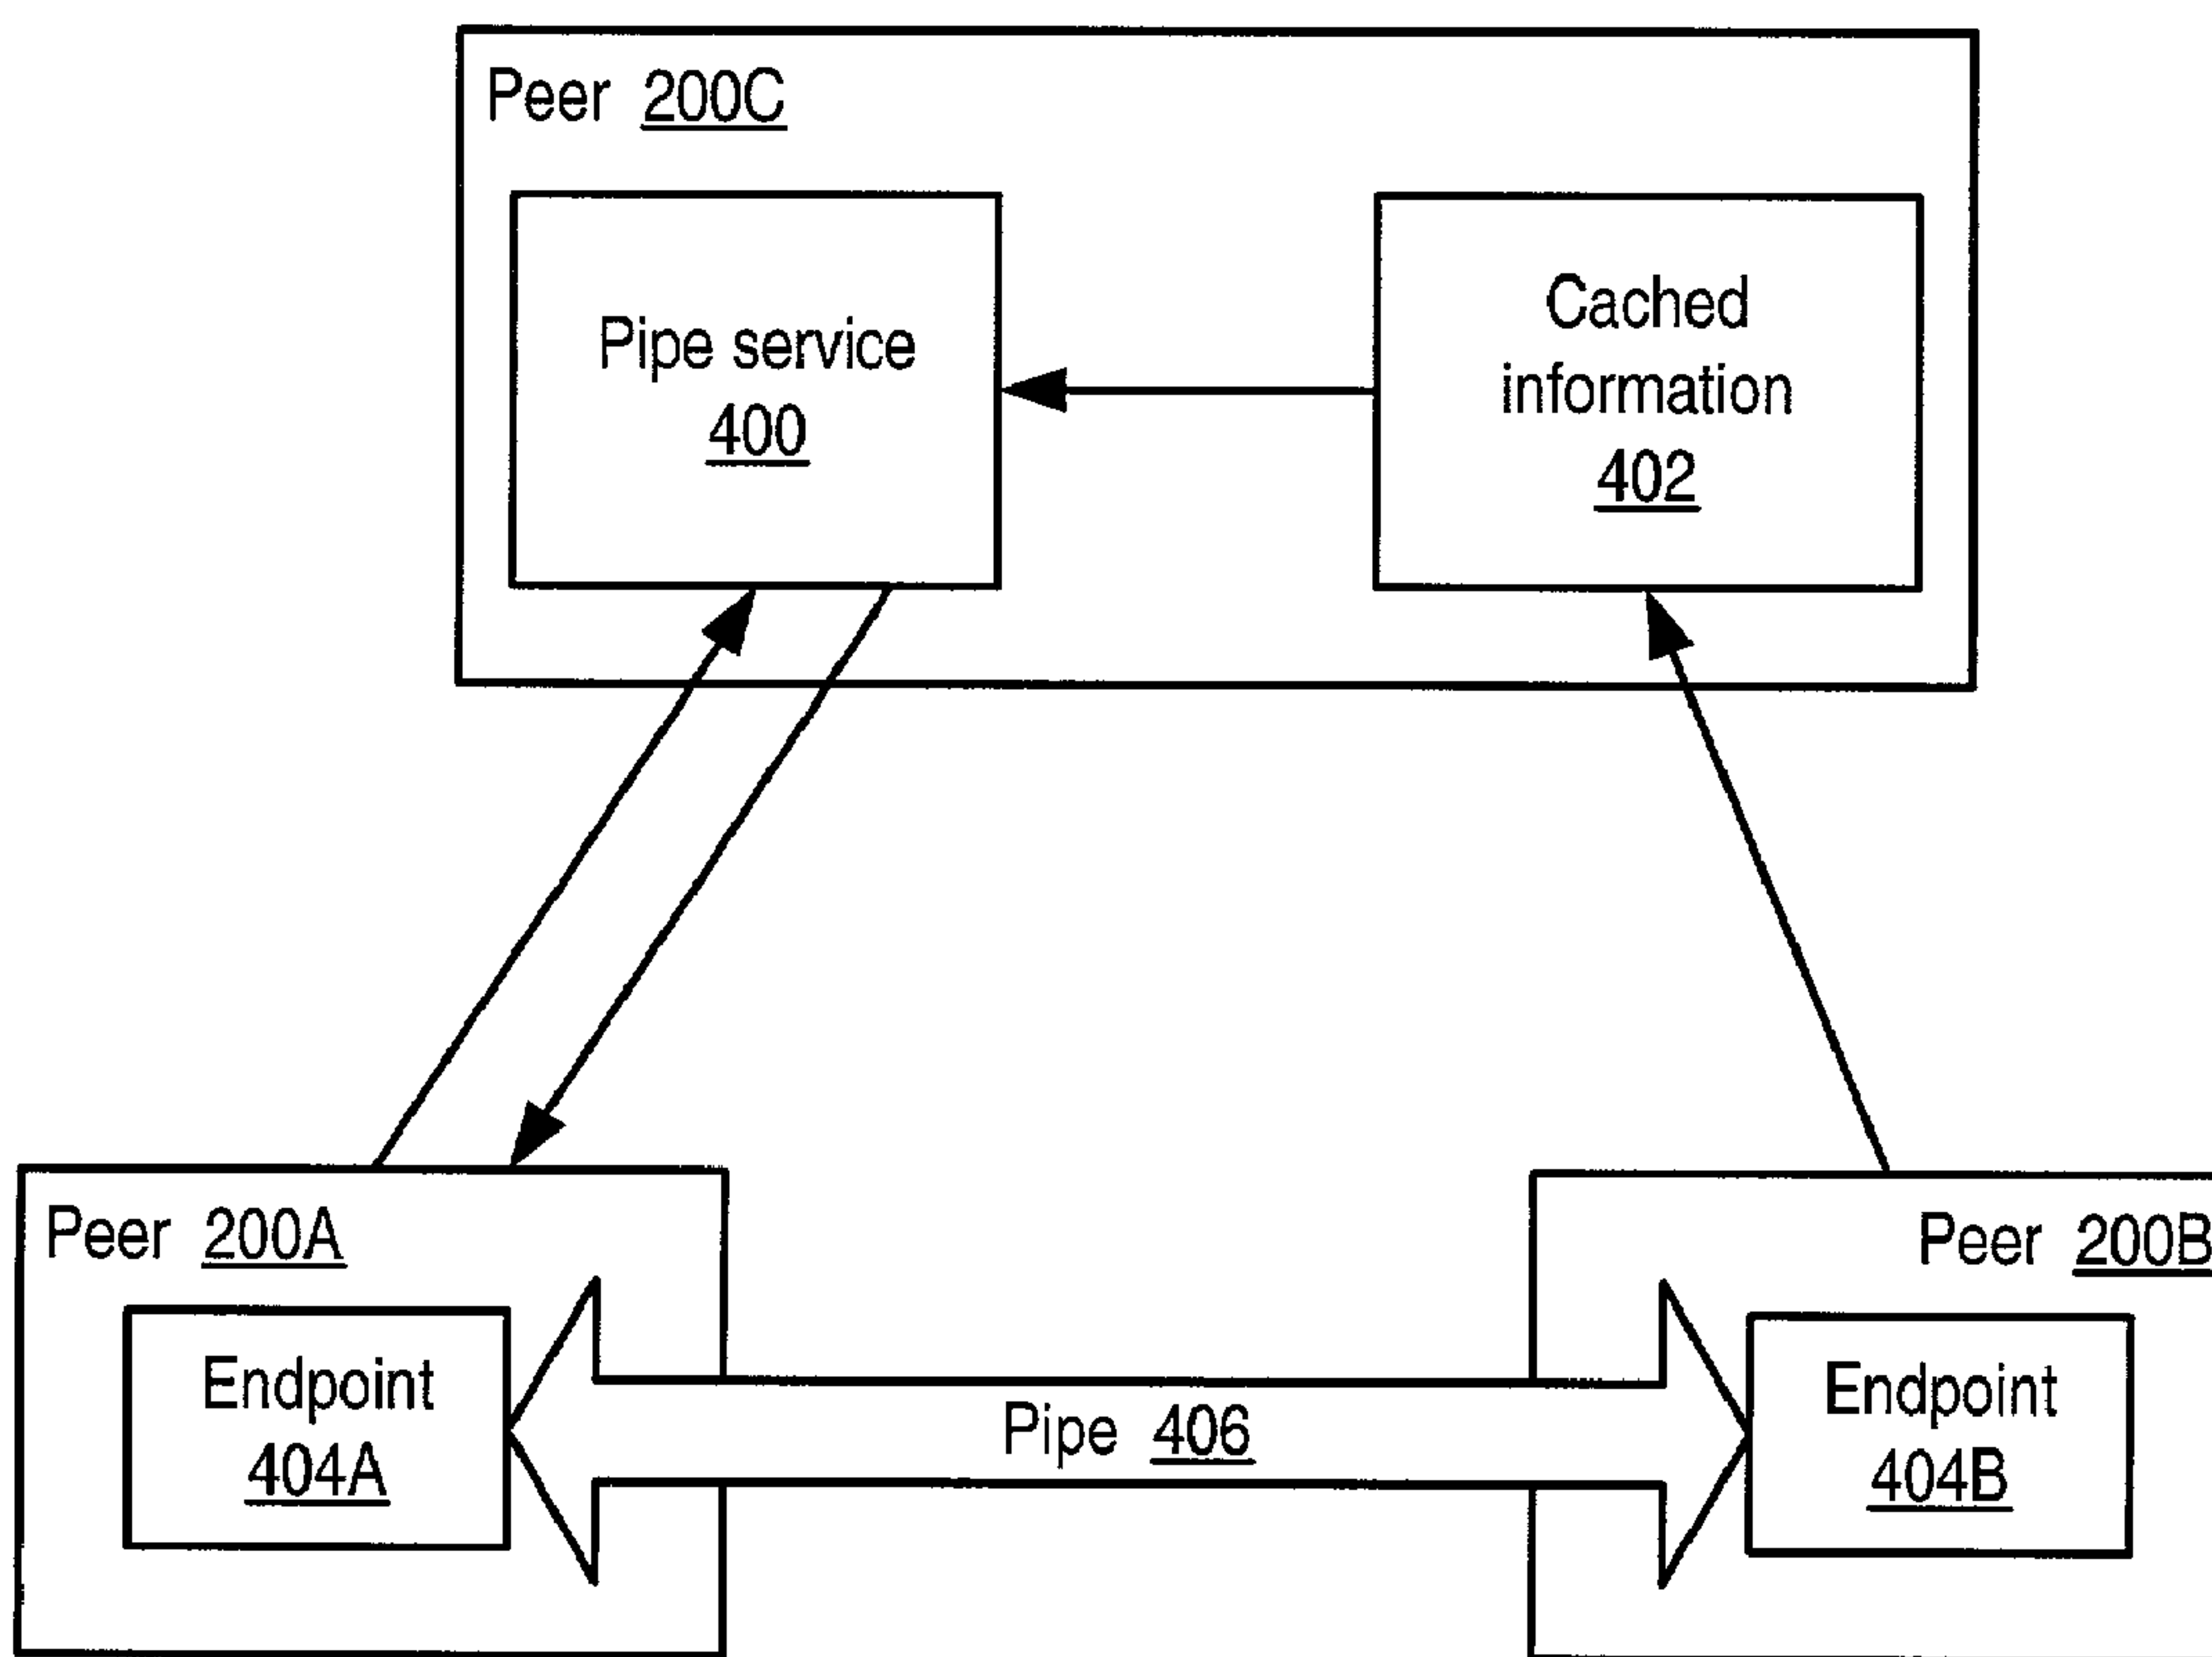 Peer 200C
Pipe service
400
Cached
information
402
Peer 200A
Peer 200B
Endpoint
404A
Pipe 406
Endpoint
404B